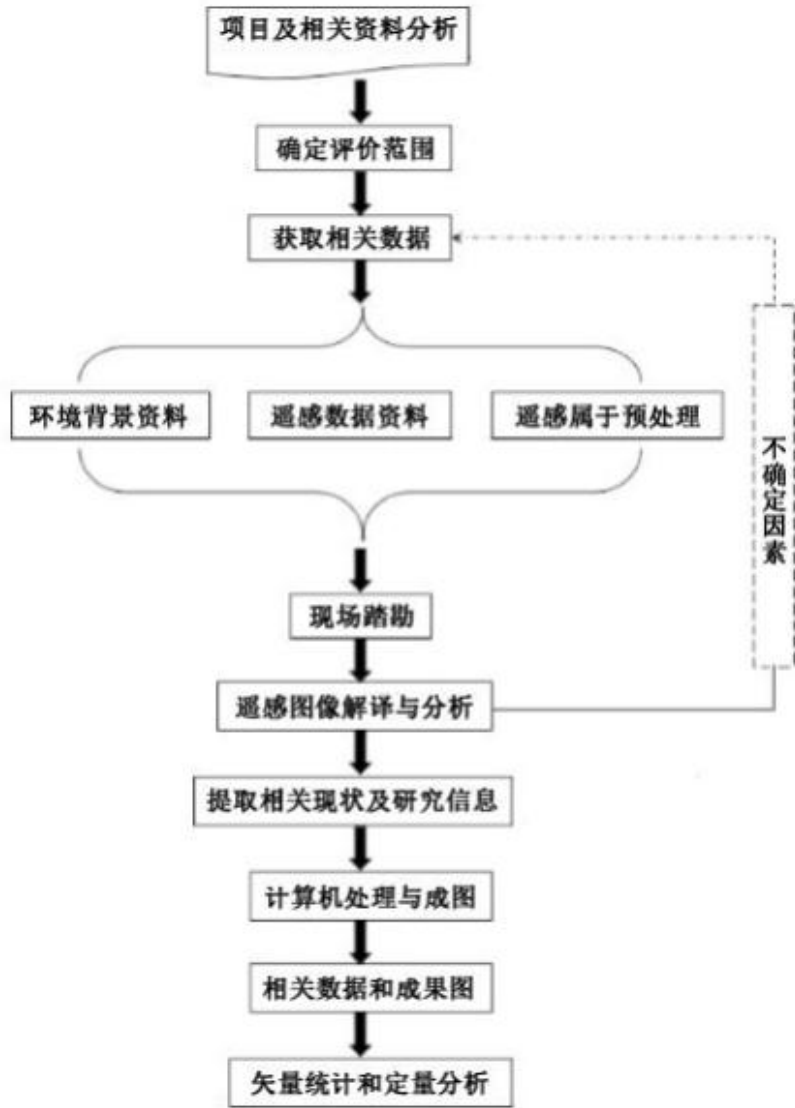 项目及相关资料分析
确定评价范围
获取相关数据
环境背景资料
遥感数据资料
遥感属于预处理
不确定因素
现场踏勘
遥感图像解译与分析
提取相关现状及研究信息
计算机处理与成图
相关数据和成果图
矢量统计和定量分析